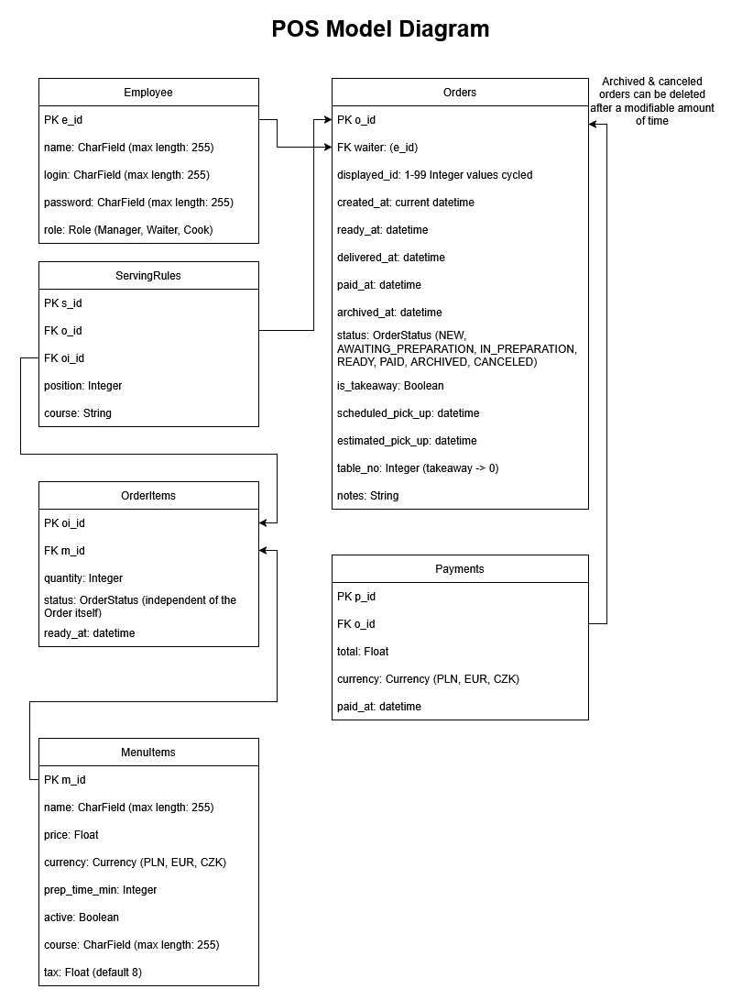 POS Model Diagram
Employee
PK e_id
name: CharField (max length: 255)
login: CharField (max length: 255)
password: CharField (max length: 255)
role: Role (Manager, Waiter, Cook)
ServingRules
PK s_id
FK o_id
FK oi_id
position: Integer
course: String
OrderItems
PK oi_id
FK m_id
quantity: Integer
status: OrderStatus (independent of the
Order itself)
ready_at: datetime
MenuItems
PK m_id
name: CharField (max length: 255)
price: Float
currency: Currency (PLN, EUR, CZK)
prep_time_min: Integer
active: Boolean
course: CharField (max length: 255)
tax: Float (default 8)
Orders
PK o_id
FK waiter: (e_id)
displayed_id: 1-99 Integer values cycled
created_at: current datetime
ready_at: datetime
delivered_at: datetime
paid_at: datetime
archived_at: datetime
status: OrderStatus (NEW,
AWAITING_PREPARATION, IN_PREPARATION,
READY, PAID, ARCHIVED, CANCELED)
is_takeaway: Boolean
scheduled_pick_up: datetime
estimated_pick_up: datetime
table_no: Integer (takeaway -> 0)
notes: String
Archived & canceled
orders can be deleted
after a modifiable amount
of time
Payments
PK p_id
FK o_id
total: Float
currency: Currency (PLN, EUR, CZK)
paid_at: datetime